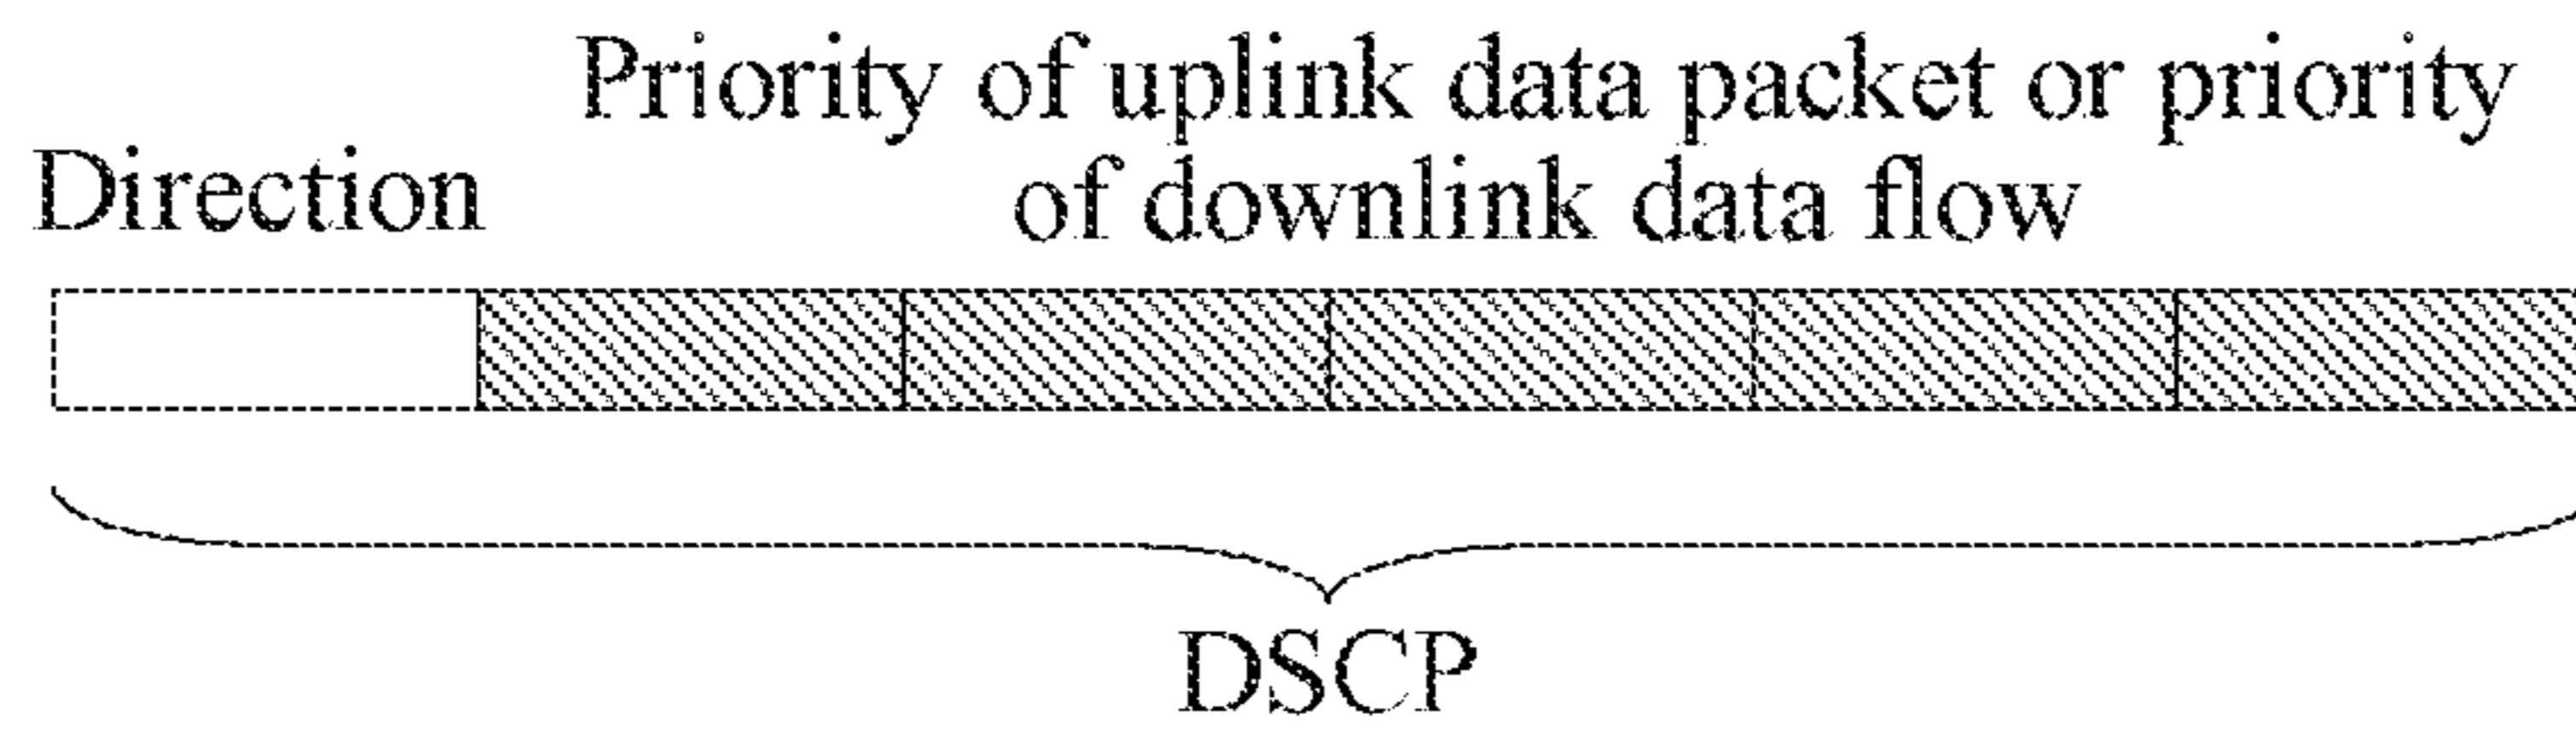 Priority of uplink data packet or priority
of downlink data flow
Direction
DSCP